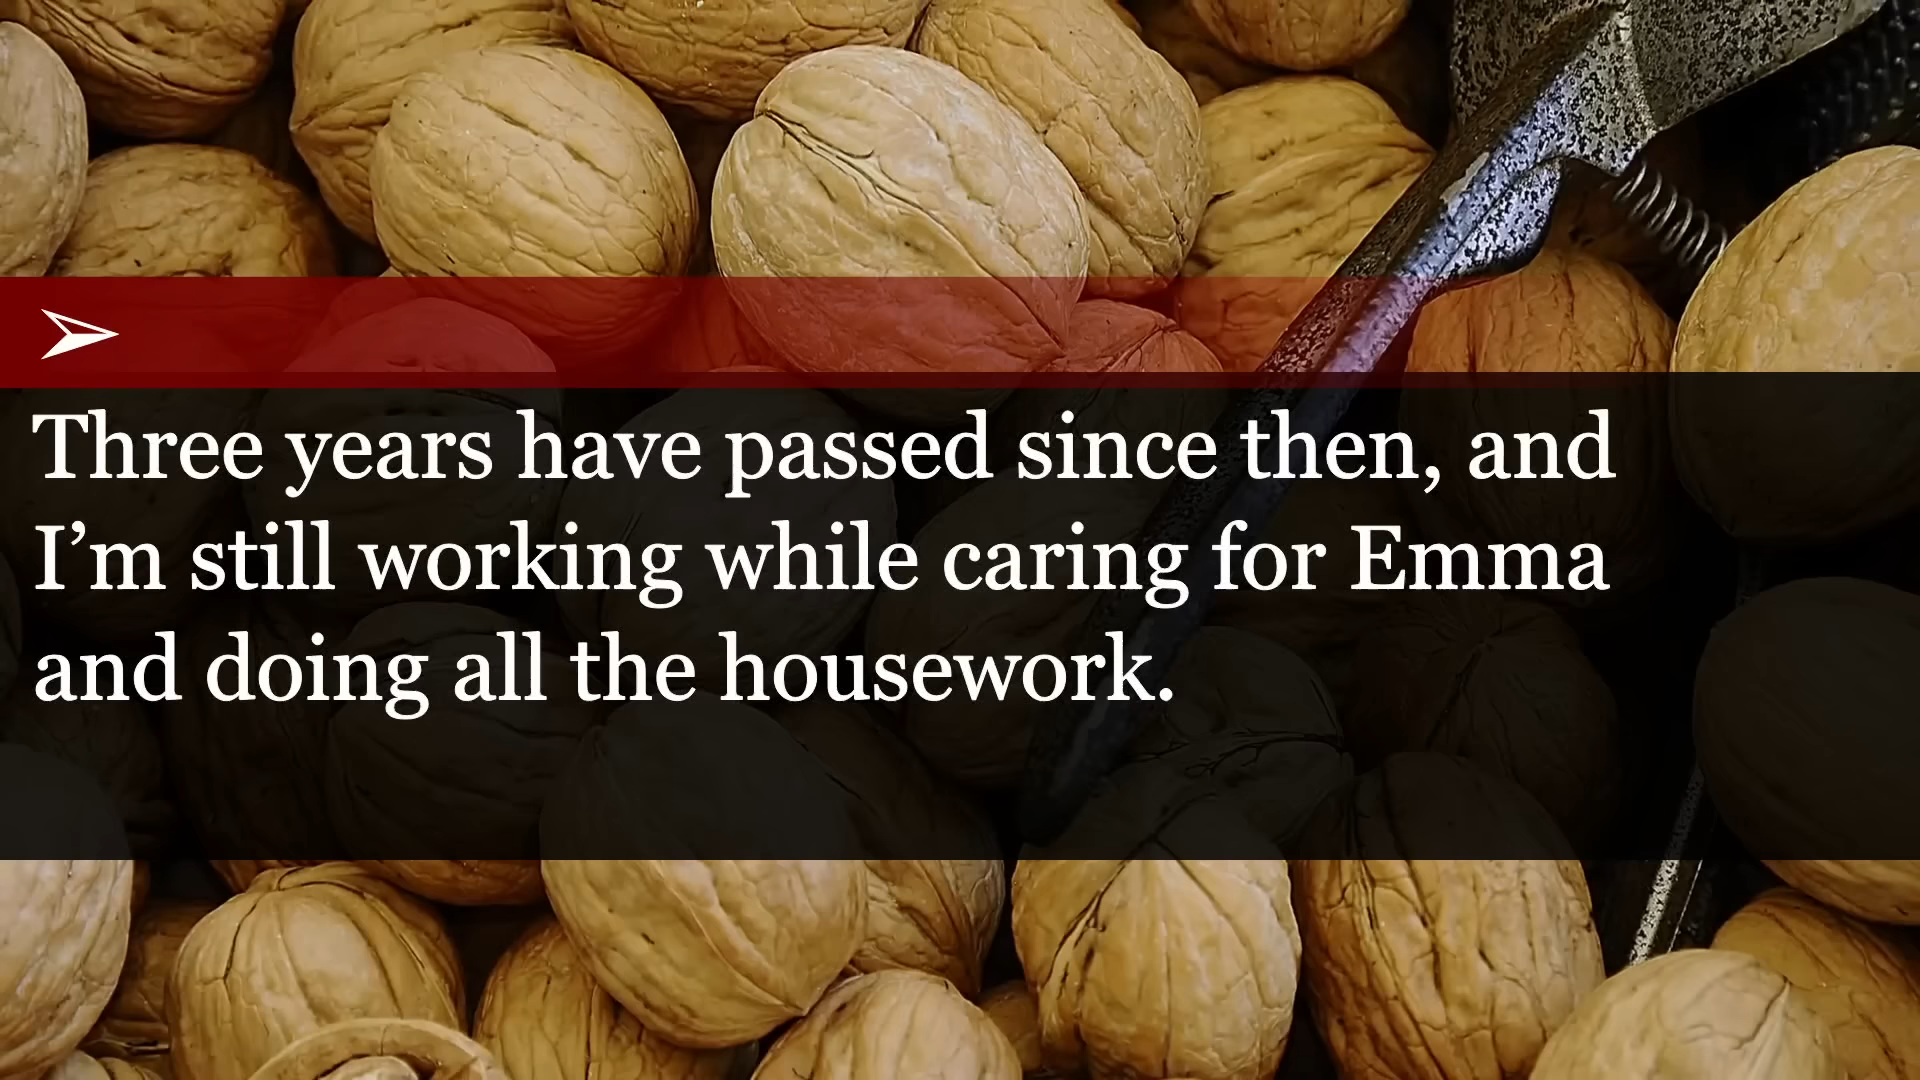 Three years have passed since then, and
I’m still working while caring for Emma
and doing all the housework.